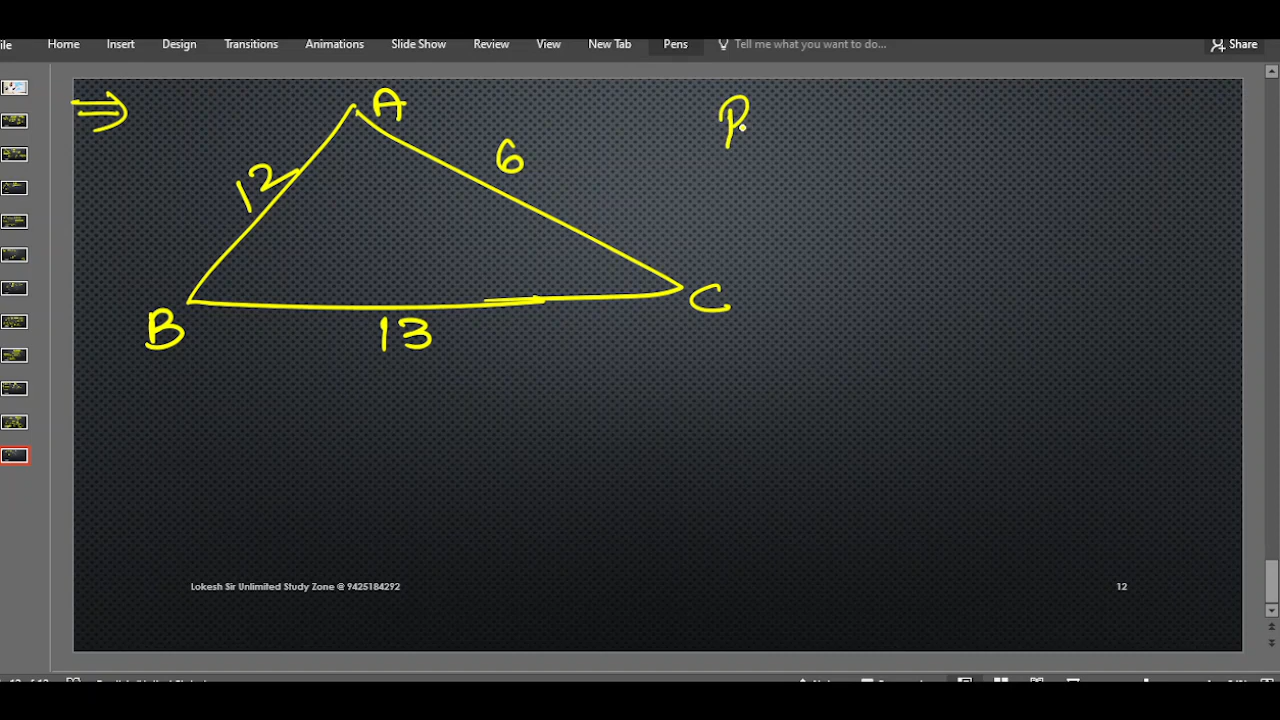 File Home Insert Design Transitions Animations Slide Show Review View New Tab Pens Tell me what you want to do... Share
⇒ A P
12 6
B 13 C
Lokesh Sir Unlimited Study Zone @ 9425184292 12